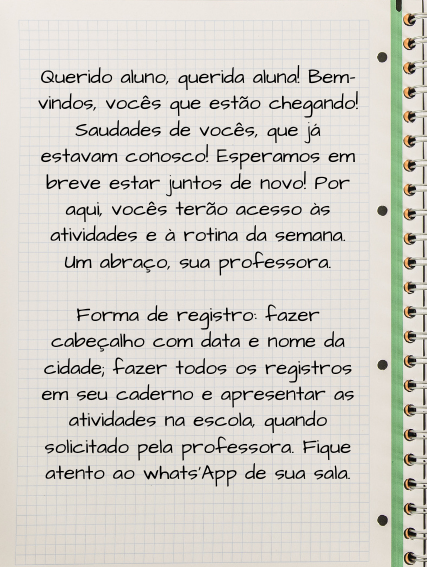 Querido aluno, querida aluna! Bem-
vindos, vocês que estão chegando!
Saudades de vocês, que já
estavam conosco! Esperamos em
breve estar juntos de novo! Por
aqui, vocês terão acesso às
atividades e à rotina da semana.
Um abraço, sua professora.
Forma de registro: fazer
cabeçalho com data e nome da
cidade; fazer todos os registros
em seu caderno e apresentar as
atividades na escola, quando
solicitado pela professora. Fique
atento ao whats'App de sua sala.